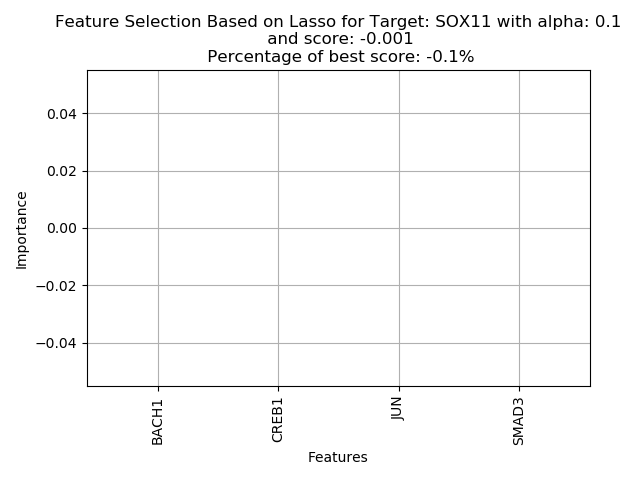 Feature Selection Based on Lasso for Target: SOX11 with alpha: 0.1
and score: -0.001
Percentage of best score: -0.1%
0.04
0.02
0.00
−0.02
−0.04
Importance
BACH1
CREB1
JUN
SMAD3
Features